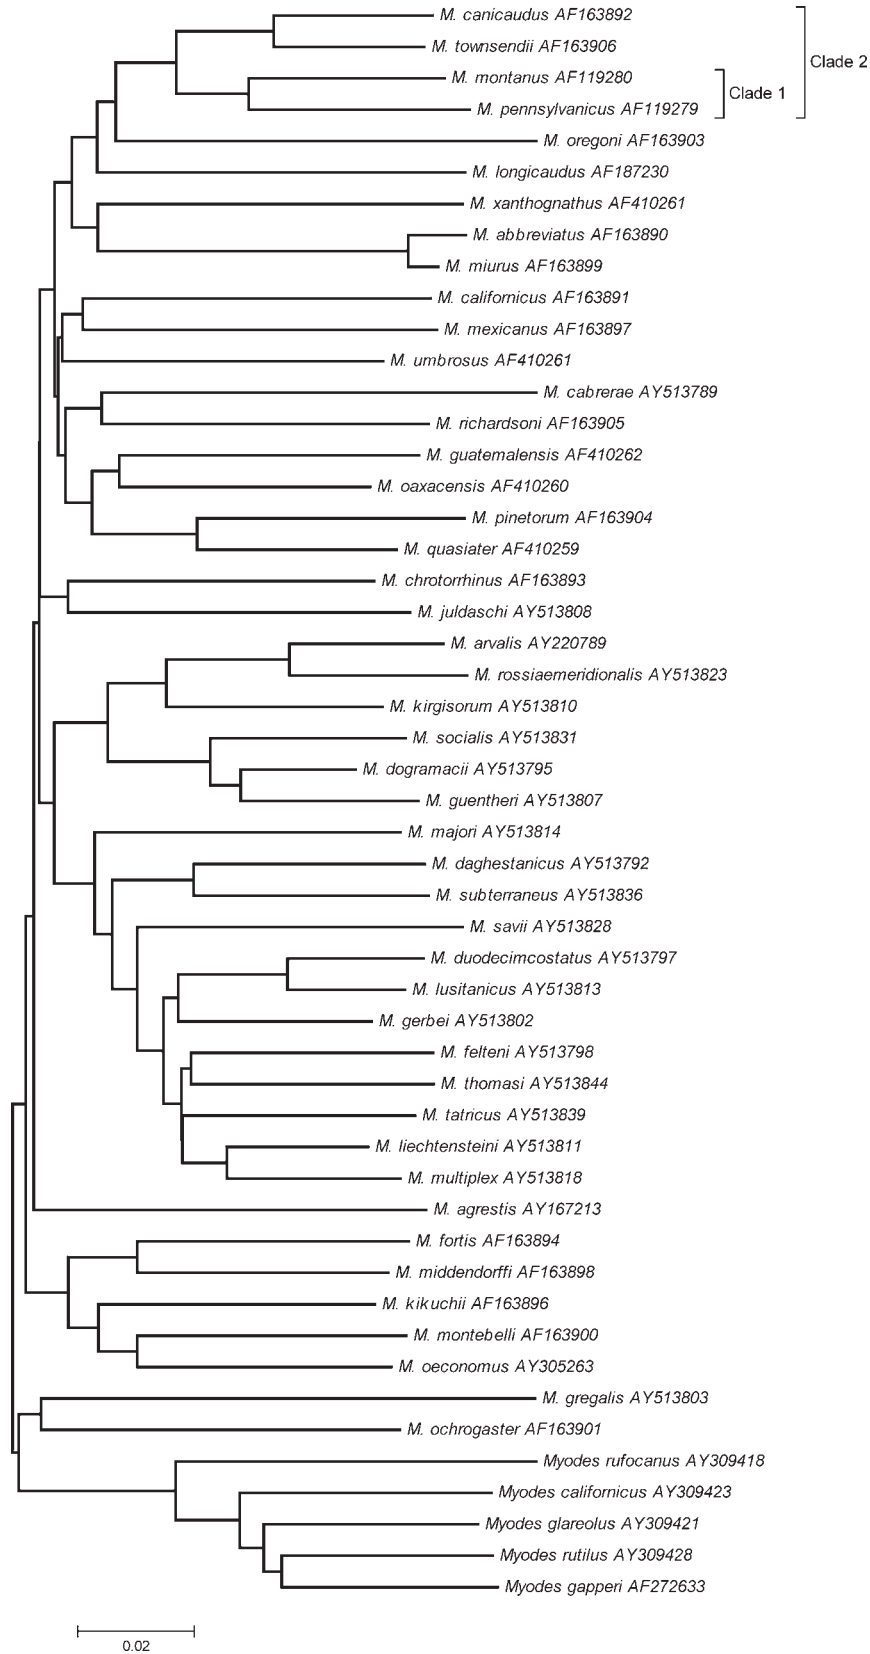 M. canicaudus AF163892
M. townsendii AF163906
Clade 2
M. montanus AF119280
Clade 1
M. pennsylvanicus AF119279
M. oregoni AF163903
M. longicaudus AF187230
M. xanthognathus AF410261
M. abbreviatus AF163890
M. miurus AF163899
M. californicus AF163891
M. mexicanus AF163897
M. umbrosus AF410261
M. cabrerae AY513789
M. richardsoni AF163905
M. guatemalensis AF410262
M. oaxacensis AF410260
M. pinetorum AF163904
M. quasiater AF410259
M. chrotorrhinus AF163893
M. juldaschi AY513808
M. arvalis AY220789
M. rossiaemeridionalis AY513823
M. kirgisorum AY513810
M. socialis AY513831
M. dogramacii AY513795
M. guentheri AY513807
M. majori AY513814
M. daghestanicus AY513792
M. subterraneus AY513836
M. savii AY513828
M. duodecimcostatus AY513797
M. lusitanicus AY513813
M. gerbei AY513802
M. felteni AY513798
M. thomasi AY513844
M. tatricus AY513839
M. liechtensteini AY513811
M. multiplex AY513818
M. agrestis AY167213
M. fortis AF163894
M. middendorffi AF163898
M. kikuchii AF163896
M. montebelli AF163900
M. oeconomus AY305263
M. gregalis AY513803
M. ochrogaster AF163901
Myodes rufocanus AY309418
Myodes californicus AY309423
Myodes glareolus AY309421
Myodes rutilus AY309428
Myodes gapperi AF272633
0.02